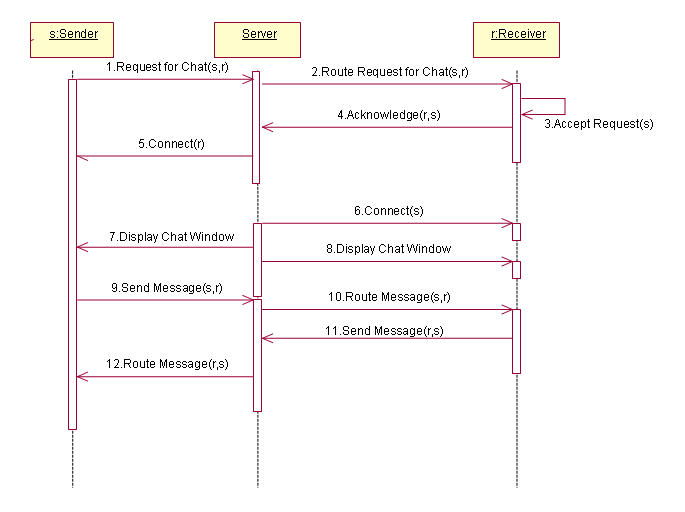 s:Sender
Server
r:Receiver
1.Request for Chat(s,r)
2.Route Request for Chat(s,r)
3.Accept Request(s)
4.Acknowledge(r,s)
5.Connect(r)
6.Connect(s)
7.Display Chat Window
8.Display Chat Window
9.Send Message(s,r)
10.Route Message(s,r)
11.Send Message(r,s)
12.Route Message(r,s)